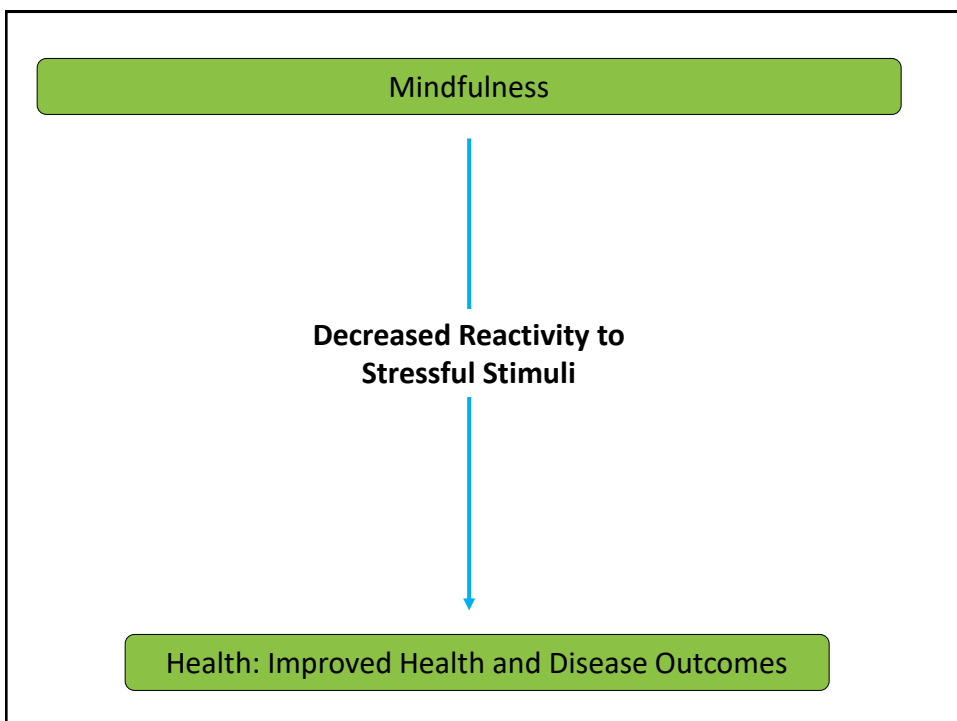 Mindfulness
Decreased Reactivity to
Stressful Stimuli
Health: Improved Health and Disease Outcomes